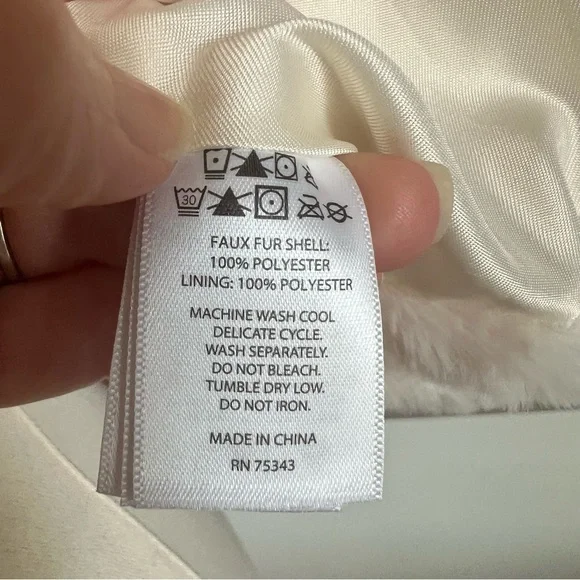 30
FAUX FUR SHELL:
100% POLYESTER
LINING: 100% POLYESTER
MACHINE WASH COOL
DELICATE CYCLE.
WASH SEPARATELY.
DO NOT BLEACH.
TUMBLE DRY LOW.
DO NOT IRON.
MADE IN CHINA
RN 75343